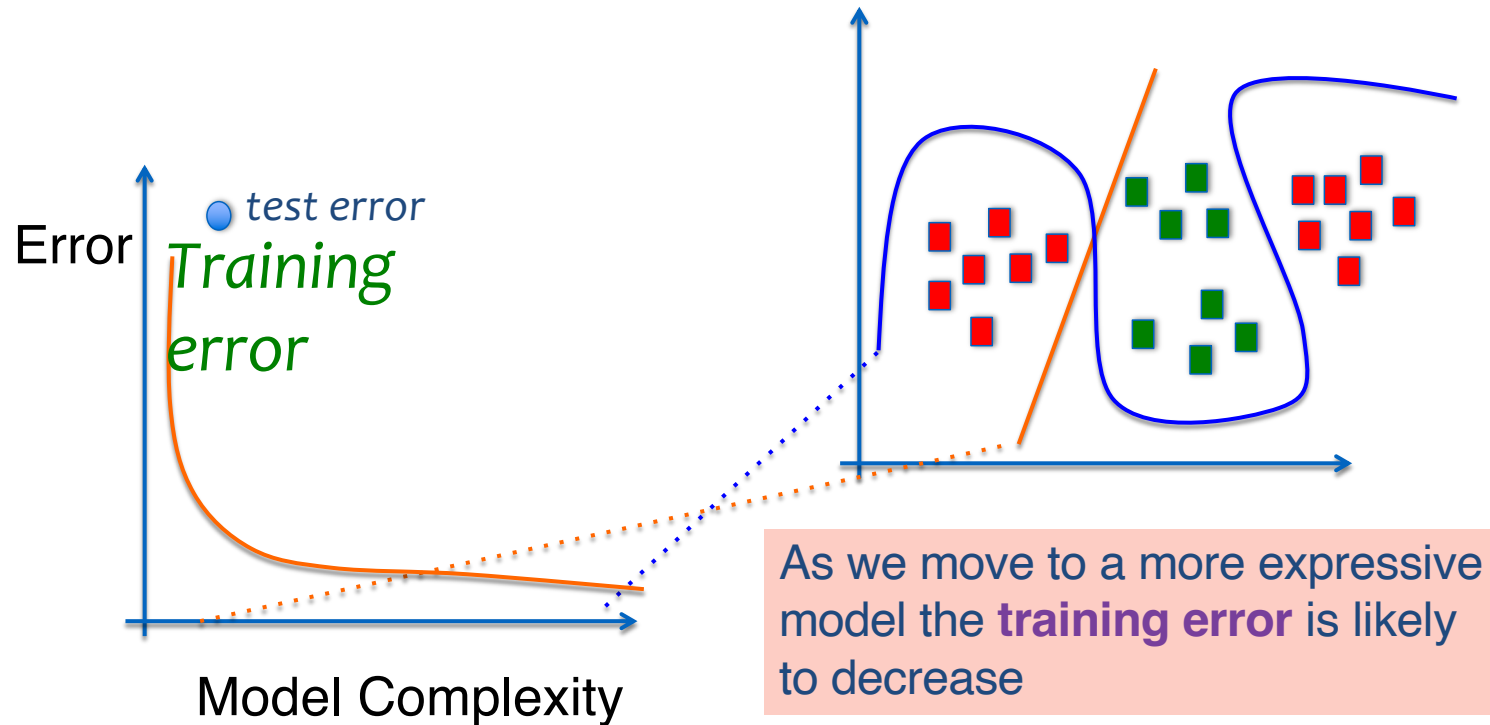 test error
Error
Training
error
Model Complexity
As we move to a more expressive
model the training error is likely
to decrease